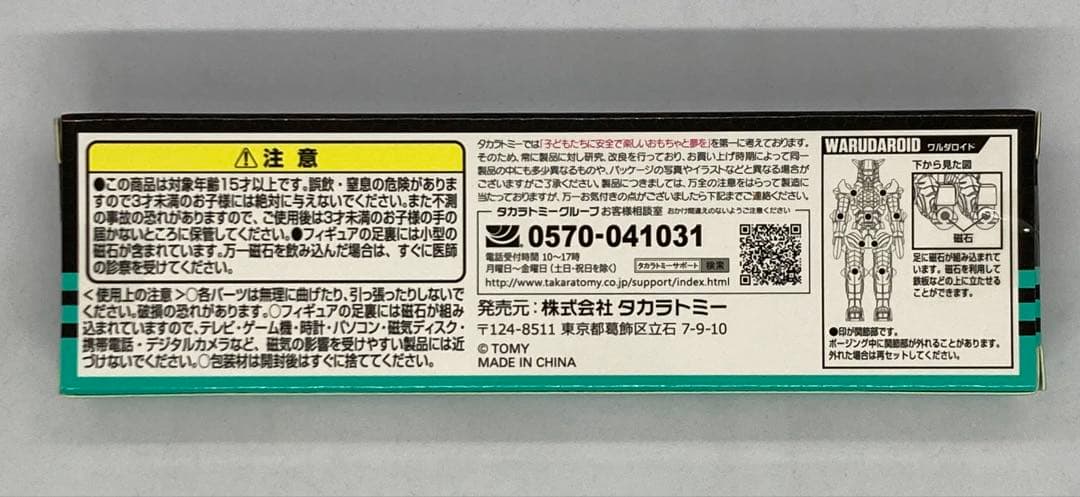 ⚠注意
●この商品は対象年齢15才以上です。誤飲・窒息の危険がありま
すので3才未満のお子様には絶対に与えないでください。また不測
の事故の恐れがありますので、ご使用後は3才未満のお子様の手の
届かないところに保管してください。●フィギュアの足裏には小型の
磁石が含まれています。万一磁石を飲み込んだ場合は、すぐに医師
の診察を受けてください。
<使用上の注意>○各パーツは無理に曲げたり、引っ張ったりしないで
ください。破損の恐れがあります。○フィギュアの足裏には磁石が組み
込まれていますので、テレビ・ゲーム機・時計・パソコン・磁気ディスク・
携帯電話・デジタルカメラなど、磁気の影響を受けやすい製品には近
づけないでください。○包装材は開封後はすぐに捨ててください。
タカラトミーでは「子どもたちに安全で楽しいおもちゃと夢を」を第一に考えております。
そのため、常に製品に対し研究、改良を行っており、お買い上げ時期によって同一
製品の中にも多少異なるものや、パッケージの写真やイラストなどと異なる場合が
ございますがご了承ください。製品につきましては、万全の注意をはらって製造に
当たっておりますが、万一お気付きの点がございましたら下記までご連絡ください。
タカラトミーグループ お客様相談室 おかけ間違えのないようご注意ください
0570-041031
電話受付時間 10~17時
月曜日~金曜日(土日・祝日を除く)
タカラトミーサポート 検索
https://www.takaratomy.co.jp/support/index.html
発売元:株式会社 タカラトミー
〒124-8511 東京都葛飾区立石 7-9-10
© TOMY
MADE IN CHINA
WARUDAROID ワルダロイド
下から見た図
磁石
足に磁石が組み込まれて
います。磁石を利用して
鉄板などの上に立たせる
ことができます。
●印が関節部です。
ポージング中に関節部が外れることがあります。
外れた場合は再セットしてください。